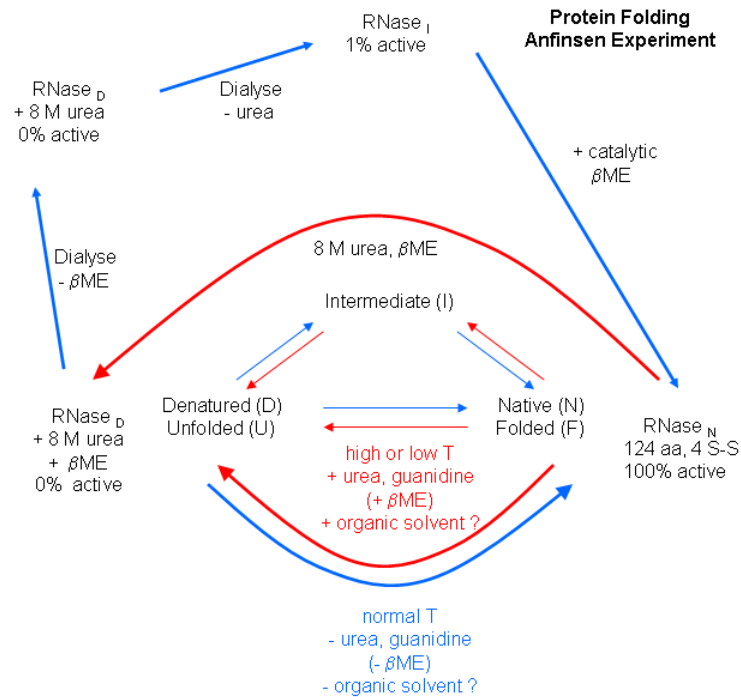 Protein Folding
Anfinsen Experiment
RNase I
1% active
RNase D
+ 8 M urea
0% active
Dialyse
- urea
+ catalytic
βME
Dialyse
- βME
8 M urea, βME
Intermediate (I)
RNase D
+ 8 M urea
+ βME
0% active
Denatured (D)
Unfolded (U)
Native (N)
Folded (F)
RNase N
124 aa, 4 S-S
100% active
high or low T
+ urea, guanidine
(+ βME)
+ organic solvent ?
normal T
- urea, guanidine
(- βME)
- organic solvent ?